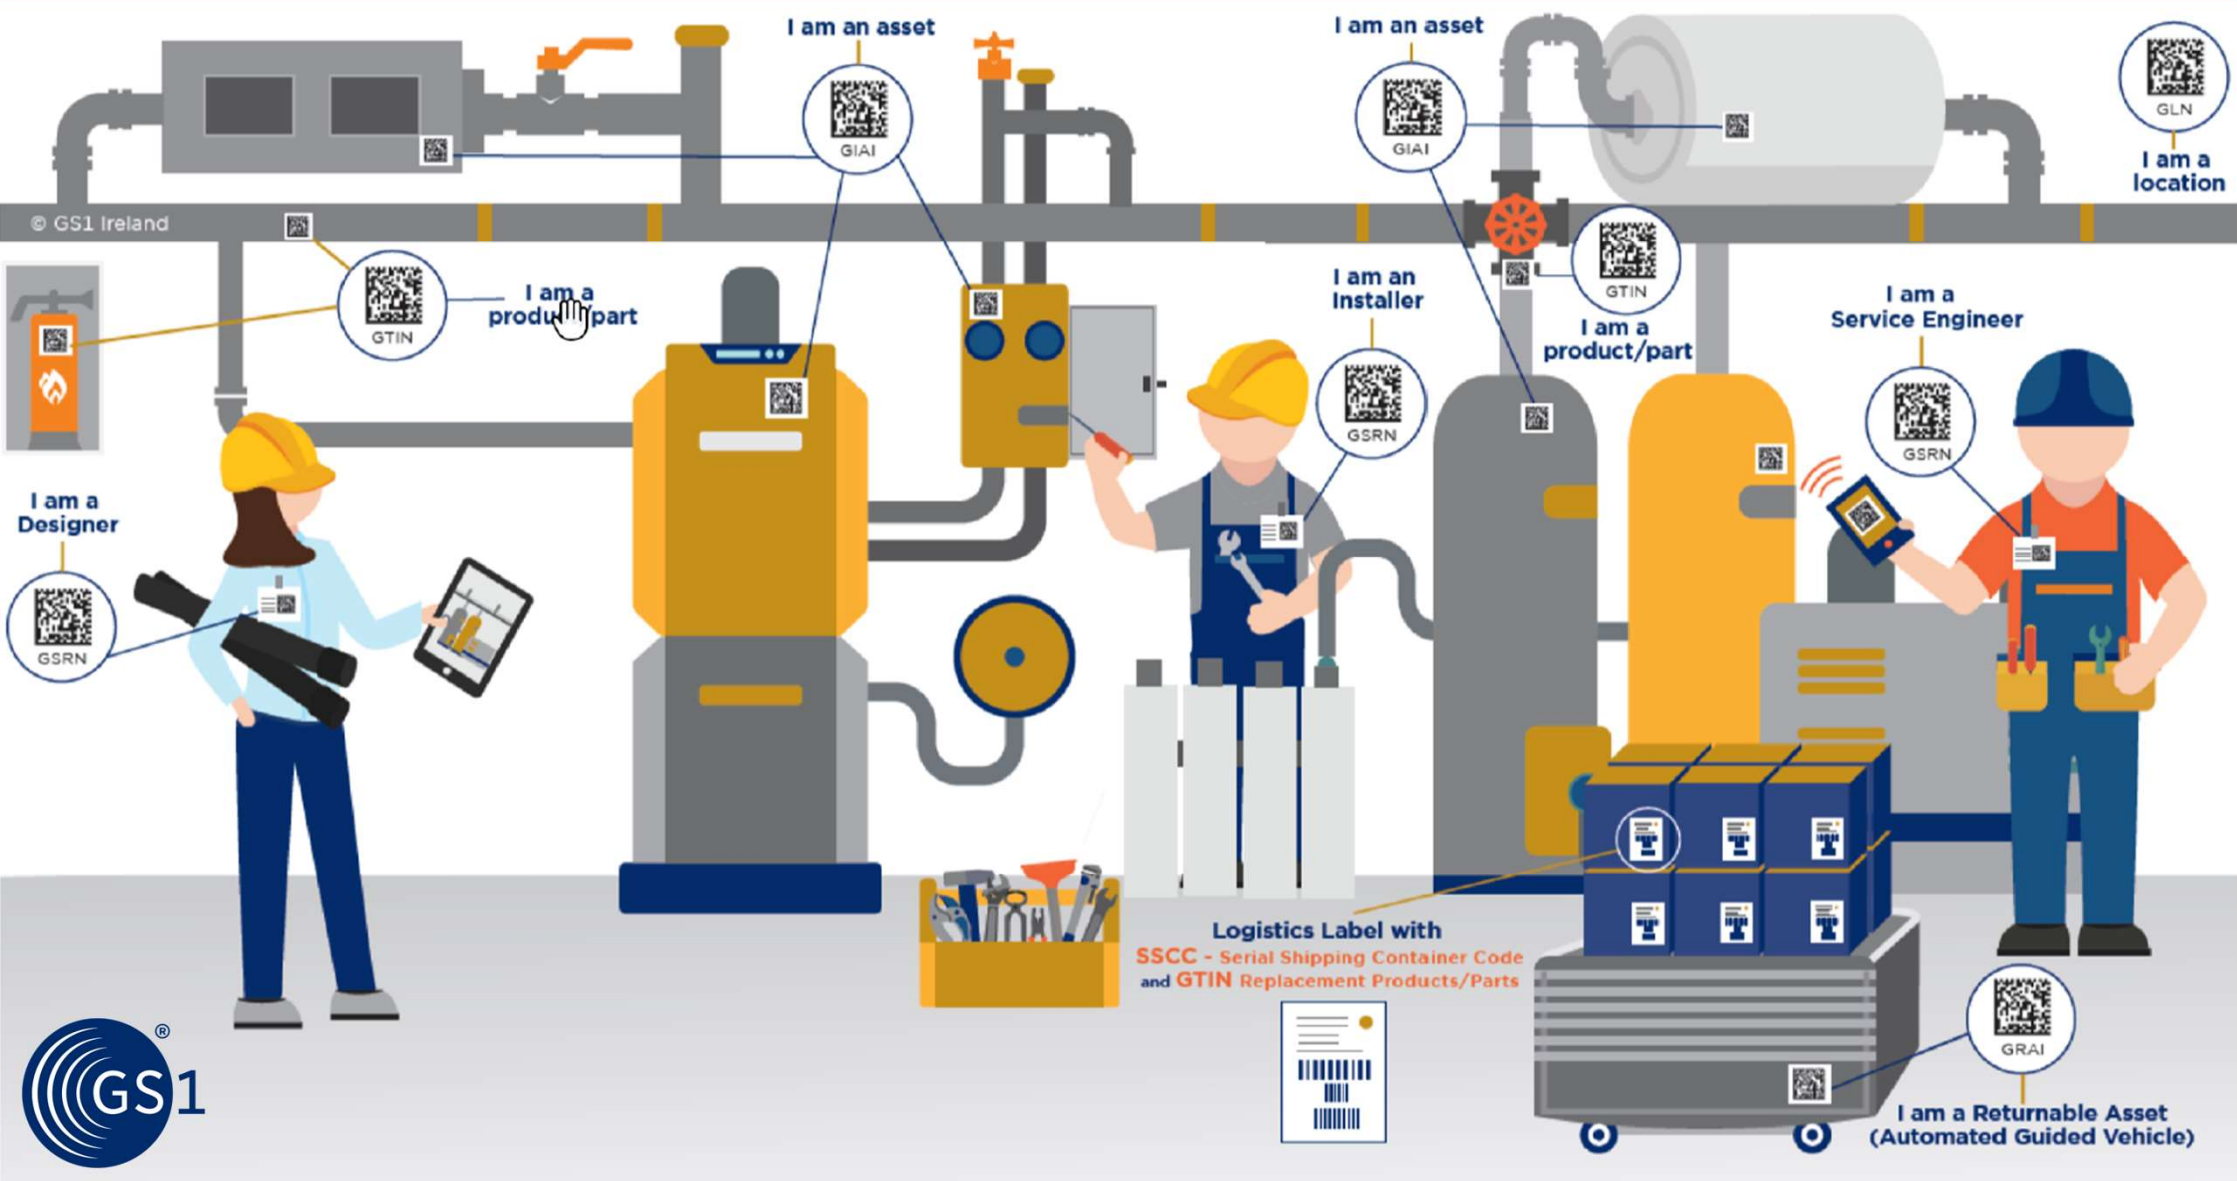 I am an asset
GIAI
I am an asset
GIAI
GLN
I am a
location
© GS1 Ireland
GTIN
I am a
product/part
GTIN
I am a
product/part
I am an
Installer
GSRN
I am a
Service Engineer
GSRN
I am a
Designer
GSRN
Logistics Label with
SSCC - Serial Shipping Container Code
and GTIN Replacement Products/Parts
GRAI
I am a Returnable Asset
(Automated Guided Vehicle)
GS1®